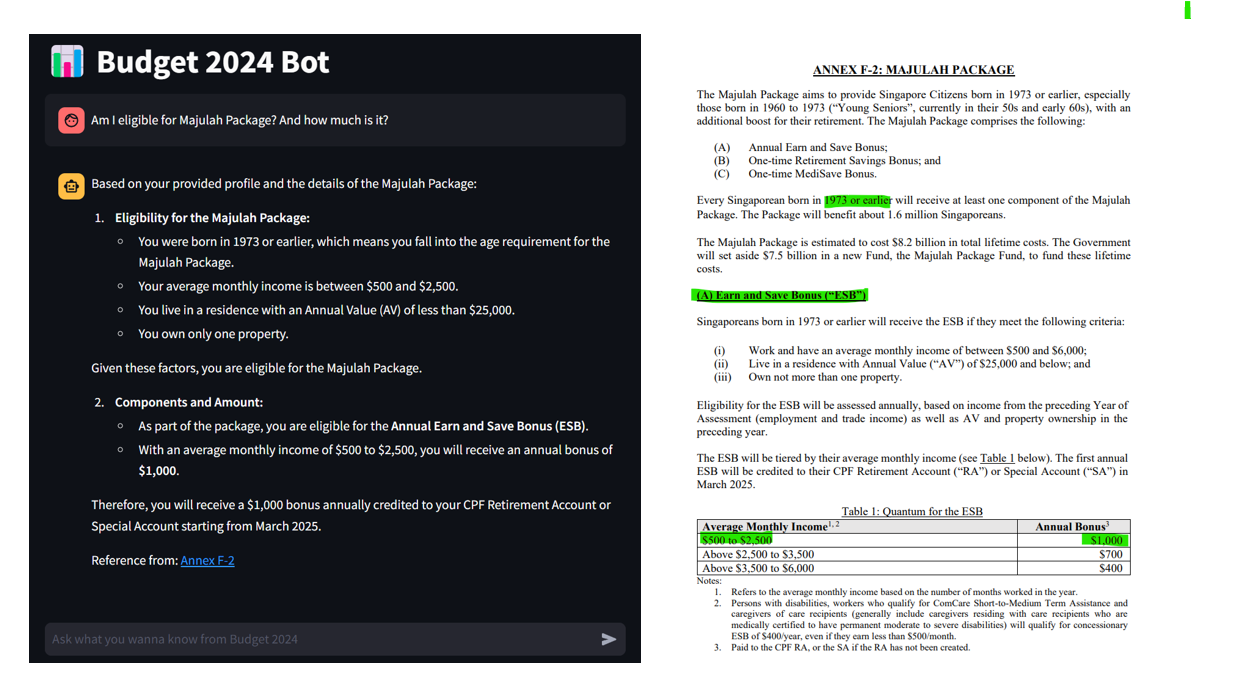 Budget 2024 Bot
Am I eligible for Majulah Package? And how much is it?
Based on your provided profile and the details of the Majulah Package:
1. Eligibility for the Majulah Package:
○ You were born in 1973 or earlier, which means you fall into the age requirement for the
Majulah Package.
○ Your average monthly income is between $500 and $2,500.
○ You live in a residence with an Annual Value (AV) of less than $25,000.
○ You own only one property.
Given these factors, you are eligible for the Majulah Package.
2. Components and Amount:
○ As part of the package, you are eligible for the Annual Earn and Save Bonus (ESB).
○ With an average monthly income of $500 to $2,500, you will receive an annual bonus of
$1,000.
Therefore, you will receive a $1,000 bonus annually credited to your CPF Retirement Account or
Special Account starting from March 2025.
Reference from: Annex F-2
Ask what you wanna know from Budget 2024
ANNEX F-2: MAJULAH PACKAGE
The Majulah Package aims to provide Singapore Citizens born in 1973 or earlier, especially
those born in 1960 to 1973 (“Young Seniors”, currently in their 50s and early 60s), with an
additional boost for their retirement. The Majulah Package comprises the following:
(A) Annual Earn and Save Bonus;
(B) One-time Retirement Savings Bonus; and
(C) One-time MediSave Bonus.
Every Singaporean born in 1973 or earlier will receive at least one component of the Majulah
Package. The Package will benefit about 1.6 million Singaporeans.
The Majulah Package is estimated to cost $8.2 billion in total lifetime costs. The Government
will set aside $7.5 billion in a new Fund, the Majulah Package Fund, to fund these lifetime
costs.
(A) Earn and Save Bonus (“ESB”)
Singaporeans born in 1973 or earlier will receive the ESB if they meet the following criteria:
(i) Work and have an average monthly income of between $500 and $6,000;
(ii) Live in a residence with Annual Value (“AV”) of $25,000 and below; and
(iii) Own not more than one property.
Eligibility for the ESB will be assessed annually, based on income from the preceding Year of
Assessment (employment and trade income) as well as AV and property ownership in the
preceding year.
The ESB will be tiered by their average monthly income (see Table 1 below). The first annual
ESB will be credited to their CPF Retirement Account (“RA”) or Special Account (“SA”) in
March 2025.
Table 1: Quantum for the ESB
Average Monthly Income1, 2 Annual Bonus3
$500 to $2,500 $1,000
Above $2,500 to $3,500 $700
Above $3,500 to $6,000 $400
Notes:
1. Refers to the average monthly income based on the number of months worked in the year.
2. Persons with disabilities, workers who qualify for ComCare Short-to-Medium Term Assistance and
caregivers of care recipients (generally include caregivers residing with care recipients who are
medically certified to have permanent moderate to severe disabilities) will qualify for concessionary
ESB of $400/year, even if they earn less than $500/month.
3. Paid to the CPF RA, or the SA if the RA has not been created.